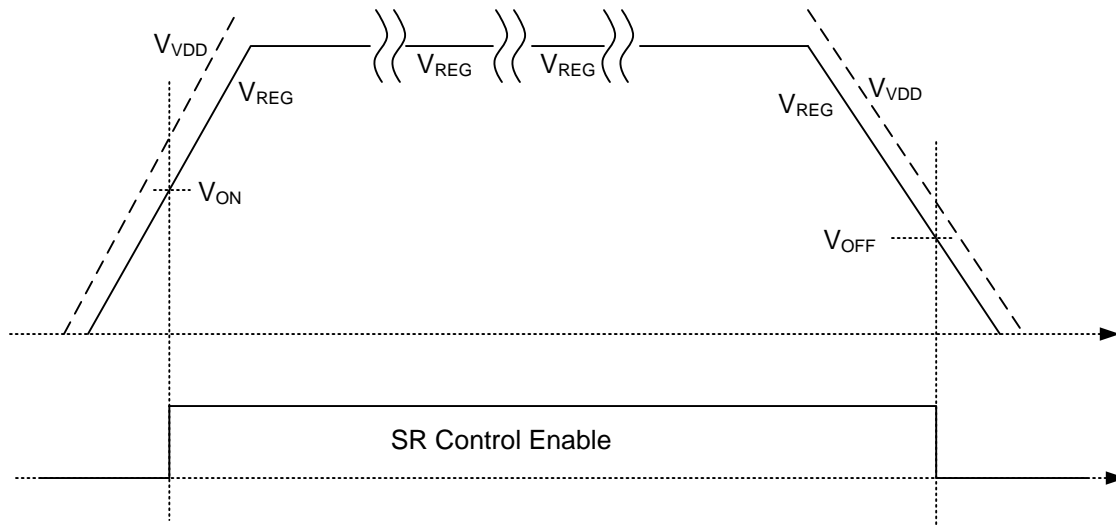 V_VDD
V_REG
V_REG
V_REG
V_REG
V_VDD
V_ON
V_OFF
SR Control Enable